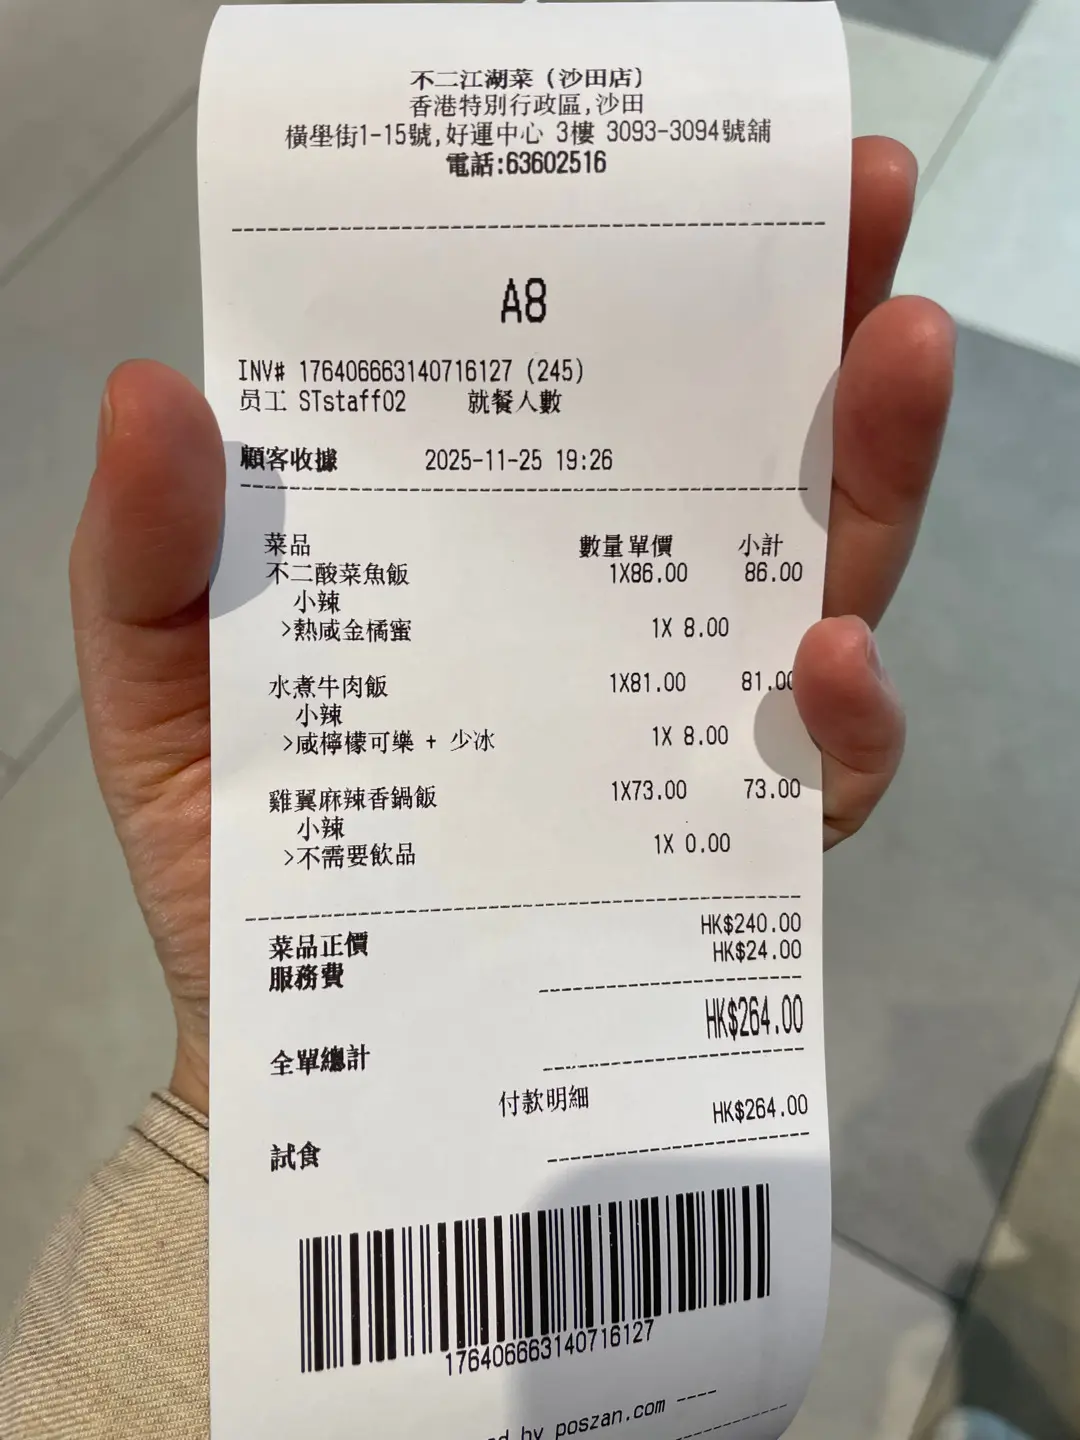 不二江湖菜 (沙田店)
香港特別行政區,沙田
橫壆街1-15號,好運中心 3樓 3093-3094號舖
電話:63602516
A8
INV# 1764066663140716127 (245)
员工 STstaff02 就餐人數
顧客收據 2025-11-25 19:26
菜品 數量單價 小計
不二酸菜魚飯 1X86.00 86.00
小辣
>熱咸金橘蜜 1X 8.00
水煮牛肉飯 1X81.00 81.00
小辣
>咸檸檬可樂 + 少冰 1X 8.00
雞翼麻辣香鍋飯 1X73.00 73.00
小辣
>不需要飲品 1X 0.00
菜品正價 HK$240.00
服務費 HK$24.00
全單總計 HK$264.00
付款明細
試食 HK$264.00
1764066663140716127
by poszan.com ----